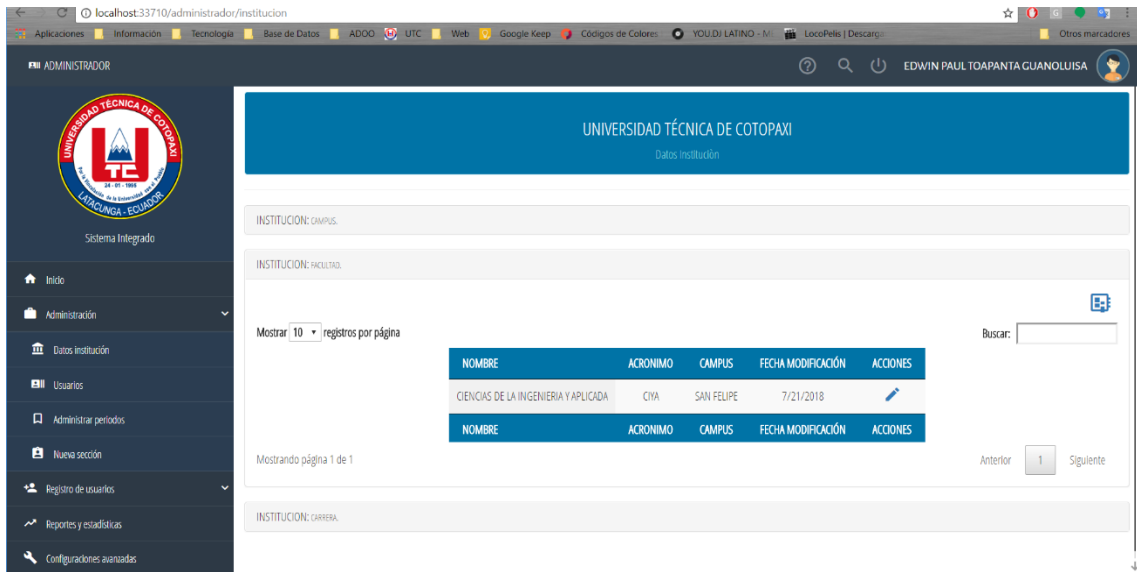 localhost:33710/administrador/institucion
Aplicaciones Información Tecnología Base de Datos ADOO UTC Web Google Keep Códigos de Colores YOU.DJ LATINO - M LocoPelis | Descarga Otros marcadores
ADMINISTRADOR
EDWIN PAUL TOAPANTA GUANOLUISA
UNIVERSIDAD TÉCNICA DE COTOPAXI
UTC
24 - 01 - 1995
LATACUNGA - ECUADOR
Sistema Integrado
Inicio
Administración
Datos institución
Usuarios
Administrar periodos
Nueva sección
Registro de usuarios
Reportes y estadísticas
Configuraciones avanzadas
UNIVERSIDAD TÉCNICA DE COTOPAXI
Datos Institución
INSTITUCION: CAMPUS.
INSTITUCION: FACULTAD.
Mostrar 10 registros por página
Buscar:
NOMBRE ACRONIMO CAMPUS FECHA MODIFICACIÓN ACCIONES
CIENCIAS DE LA INGENIERIA Y APLICADA CIYA SAN FELIPE 7/21/2018
NOMBRE ACRONIMO CAMPUS FECHA MODIFICACIÓN ACCIONES
Mostrando página 1 de 1
Anterior 1 Siguiente
INSTITUCION: CARRERA.